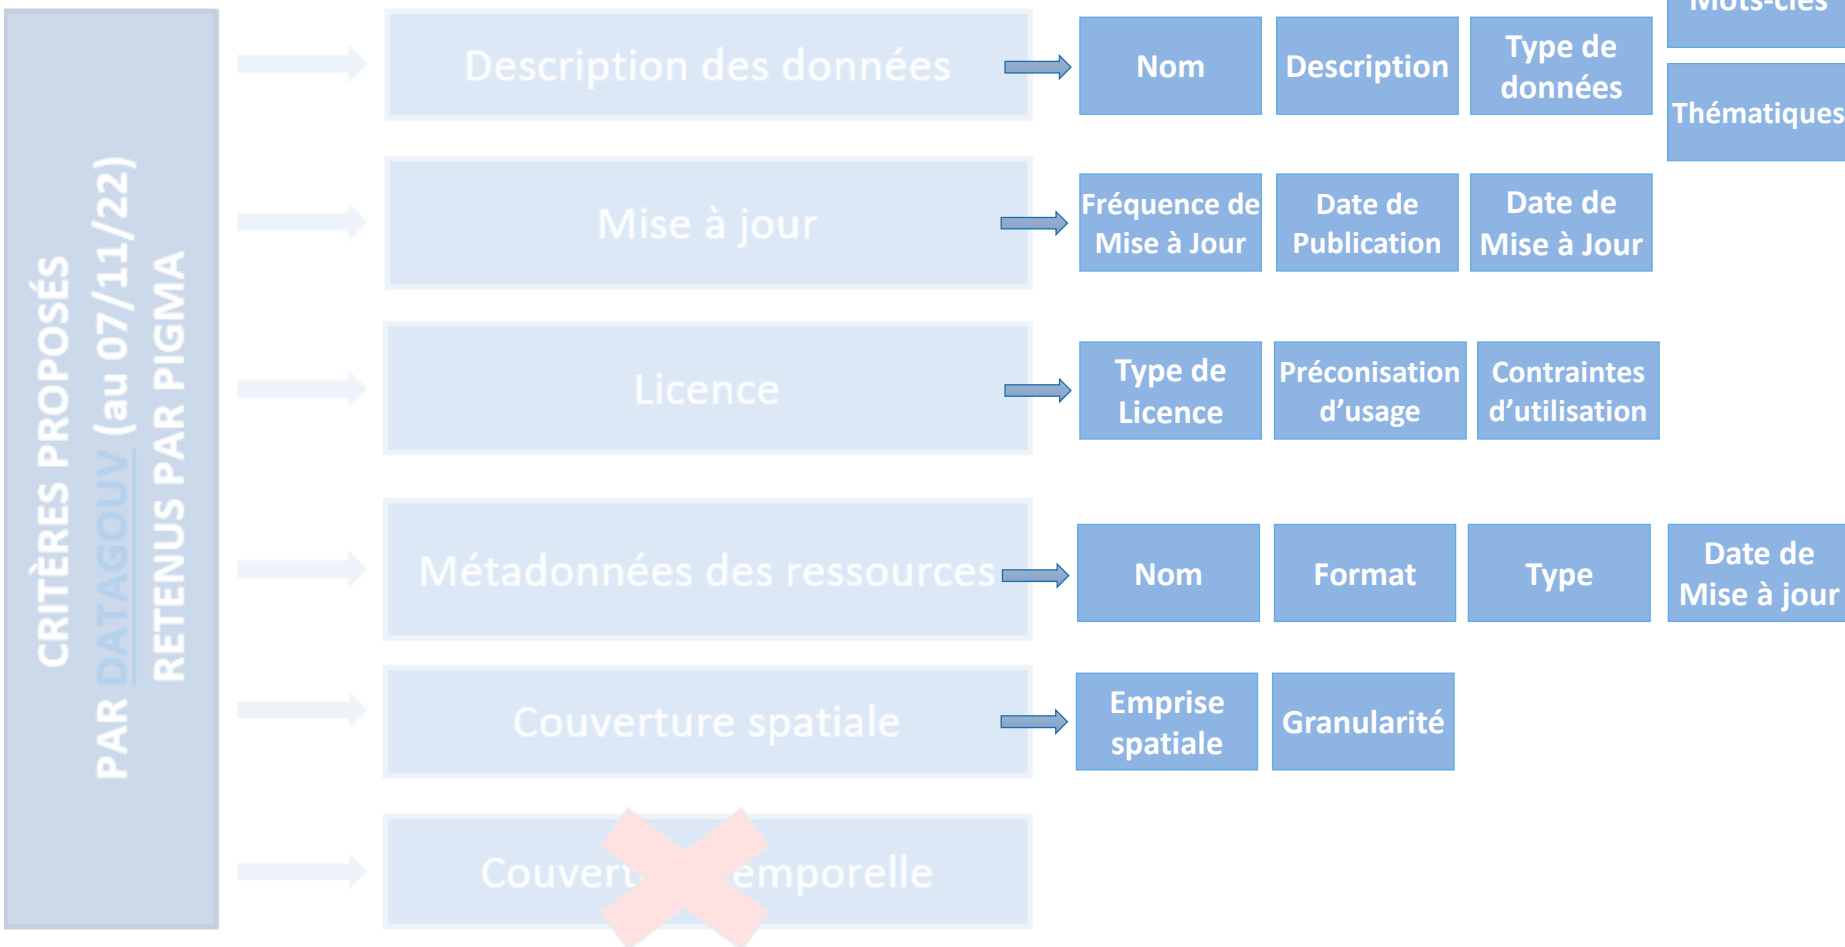 CRITÈRES PROPOSÉS
PAR DATAGOUV (au 07/11/22)
RETENUS PAR PIGMA
Description des données
Nom
Description
Type de
données
Mots-clés
Thématiques
Mise à jour
Fréquence de
Mise à Jour
Date de
Publication
Date de
Mise à Jour
Licence
Type de
Licence
Préconisation
d’usage
Contraintes
d’utilisation
Métadonnées des ressources
Nom
Format
Type
Date de
Mise à jour
Couverture spatiale
Emprise
spatiale
Granularité
Couvert emporelle